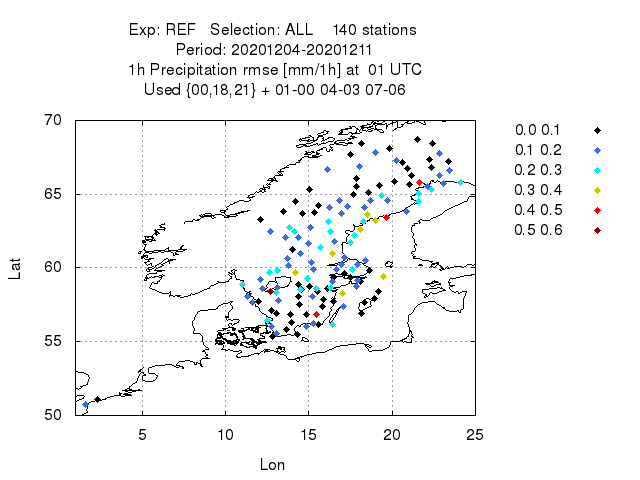 Exp: REF Selection: ALL 140 stations
Period: 20201204-20201211
1h Precipitation rmse [mm/1h] at 01 UTC
Used {00,18,21} + 01-00 04-03 07-06
70
65
60
55
50
Lat
5 10 15 20 25
Lon
0.0 0.1
0.1 0.2
0.2 0.3
0.3 0.4
0.4 0.5
0.5 0.6